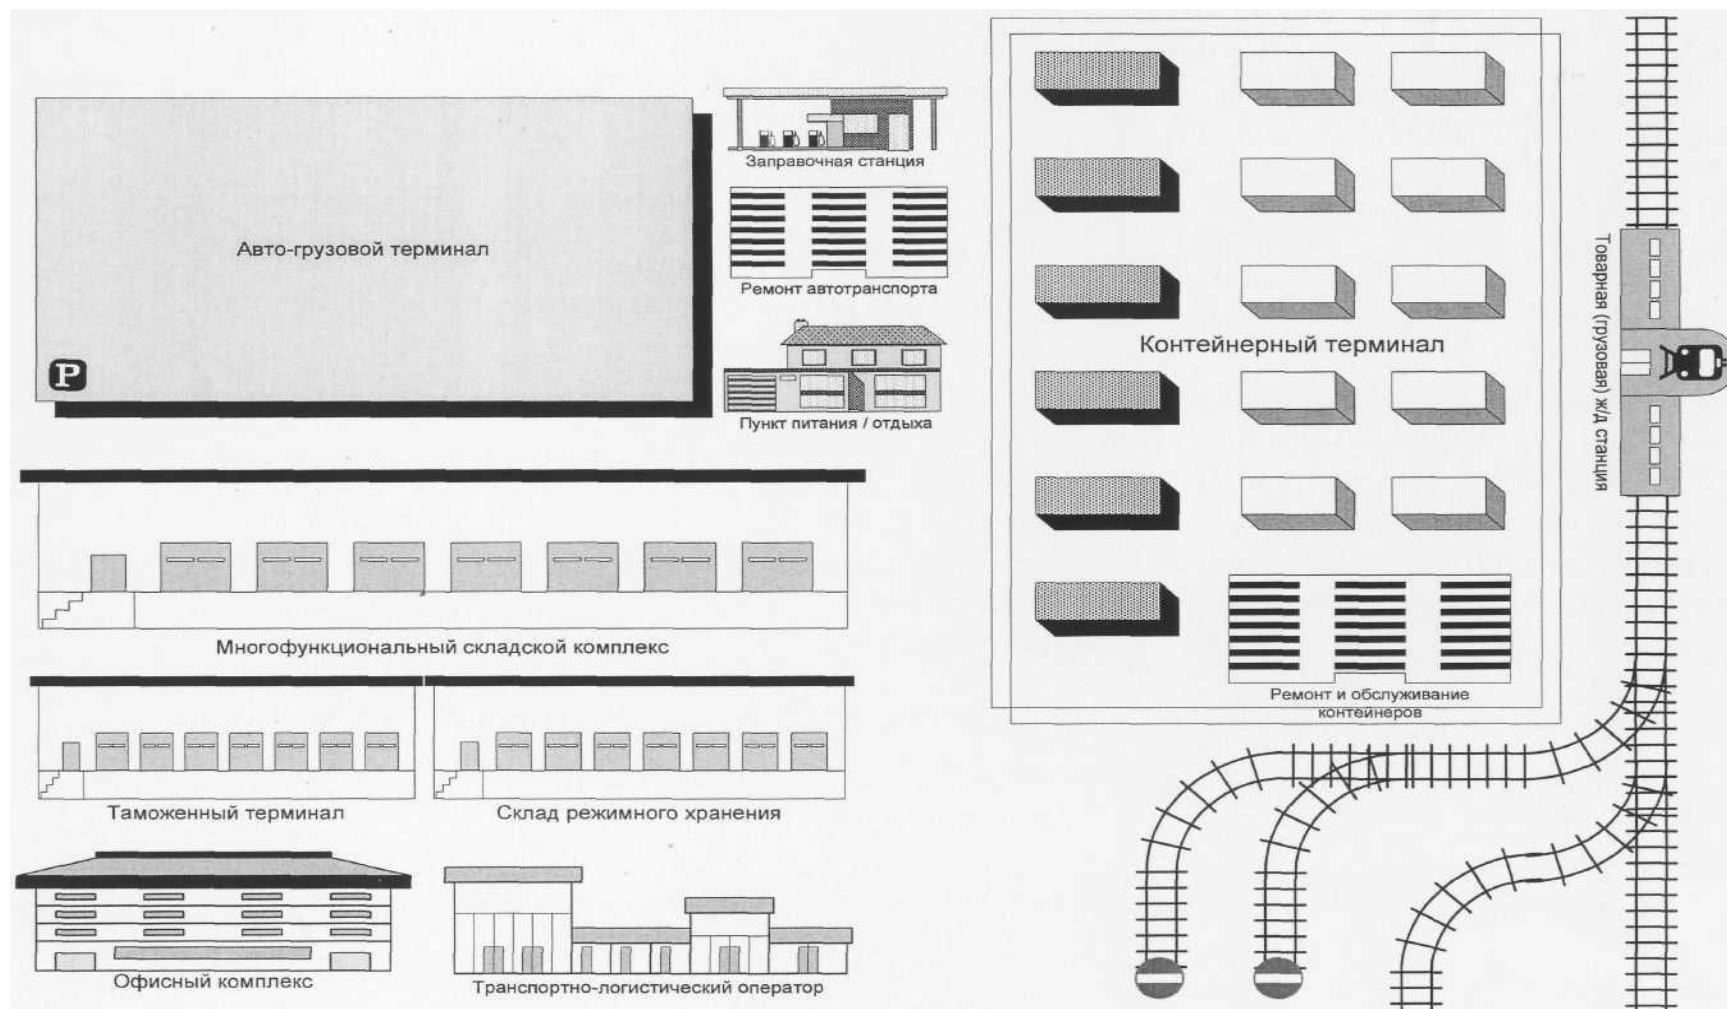 Заправочная станция
Авто-грузовой терминал
Ремонт автотранспорта
P
Пункт питания / отдыха
Многофункциональный складской комплекс
Таможенный терминал
Склад режимного хранения
Офисный комплекс
Транспортно-логистический оператор
Контейнерный терминал
Ремонт и обслуживание
контейнеров
Товарная (грузовая) ж/д станция